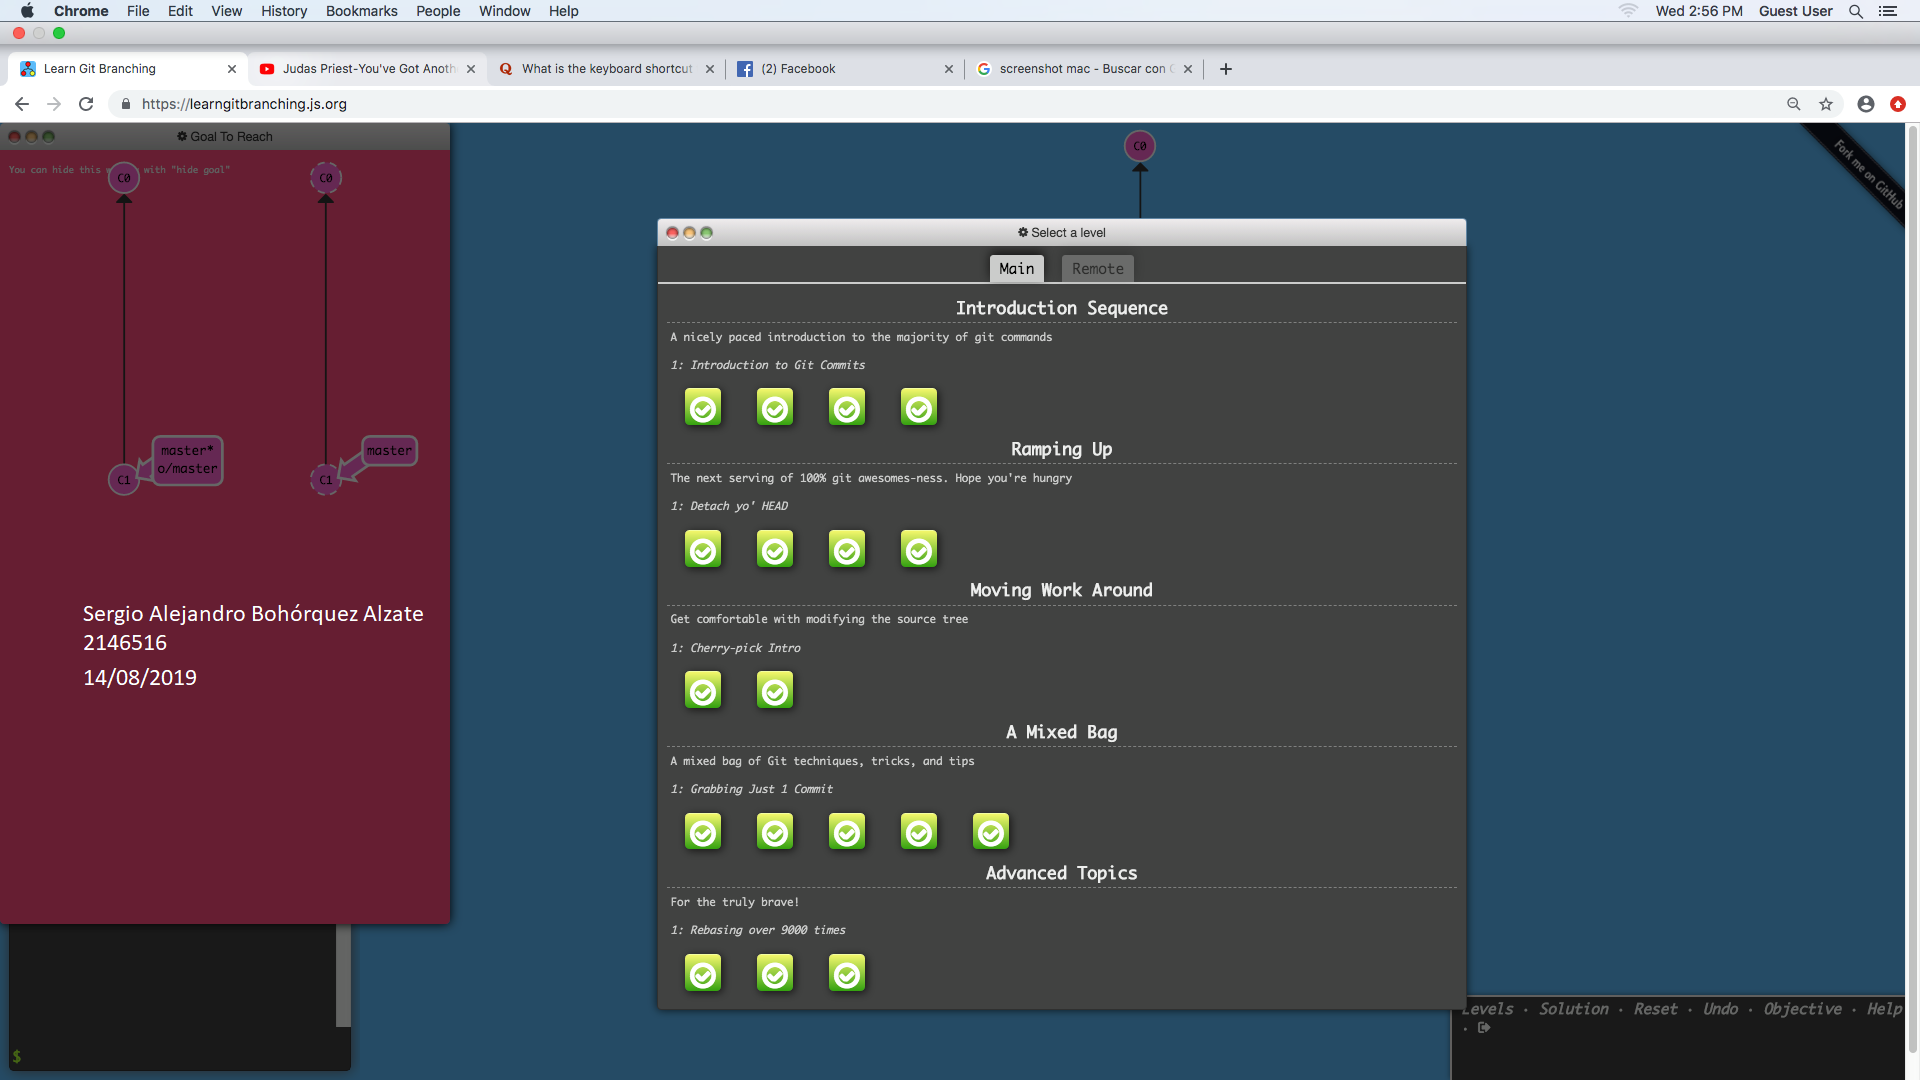 Chrome File Edit View History Bookmarks People Window Help Wed 2:56 PM Guest User
Learn Git Branching Judas Priest-You've Got Anoth What is the keyboard shortcut (2) Facebook screenshot mac - Buscar con
https://learngitbranching.js.org
Goal To Reach
You can hide this with "hide goal"
C0 C0
master*
o/master
master
C1 C1
Sergio Alejandro Bohórquez Alzate
2146516
14/08/2019
$
C0
Fork me on GitHub
Select a level
Main Remote
Introduction Sequence
A nicely paced introduction to the majority of git commands
1: Introduction to Git Commits
Ramping Up
The next serving of 100% git awesomes-ness. Hope you're hungry
1: Detach yo' HEAD
Moving Work Around
Get comfortable with modifying the source tree
1: Cherry-pick Intro
A Mixed Bag
A mixed bag of Git techniques, tricks, and tips
1: Grabbing Just 1 Commit
Advanced Topics
For the truly brave!
1: Rebasing over 9000 times
Levels · Solution · Reset · Undo · Objective · Help
·